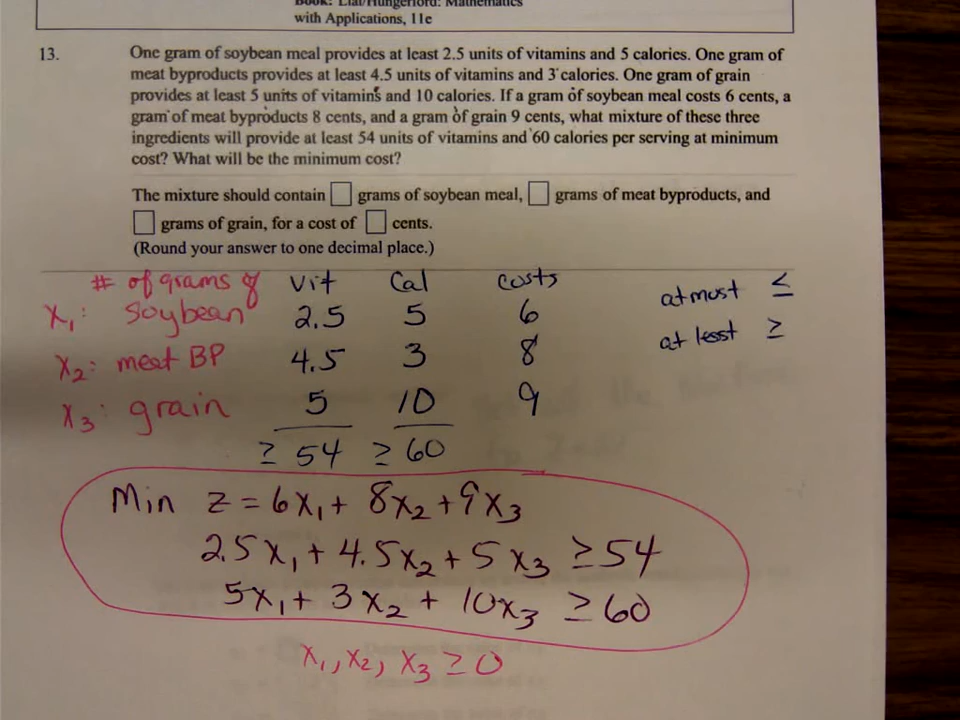 Book: Lial/Hungerford: Mathematics
with Applications, 11e
13. One gram of soybean meal provides at least 2.5 units of vitamins and 5 calories. One gram of
meat byproducts provides at least 4.5 units of vitamins and 3 calories. One gram of grain
provides at least 5 units of vitamins and 10 calories. If a gram of soybean meal costs 6 cents, a
gram of meat byproducts 8 cents, and a gram of grain 9 cents, what mixture of these three
ingredients will provide at least 54 units of vitamins and 60 calories per serving at minimum
cost? What will be the minimum cost?
The mixture should contain grams of soybean meal, grams of meat byproducts, and
grams of grain, for a cost of cents.
(Round your answer to one decimal place.)
# of grams of Vit Cal Costs
x₁: soybean 2.5 5 6
x₂: meat BP 4.5 3 8
x₃: grain 5 10 9
≥ 54 ≥ 60
at most ≤
at least ≥
Min z = 6x₁ + 8x₂ + 9x₃
2.5x₁ + 4.5x₂ + 5x₃ ≥ 54
5x₁ + 3x₂ + 10x₃ ≥ 60
x₁, x₂, x₃ ≥ 0